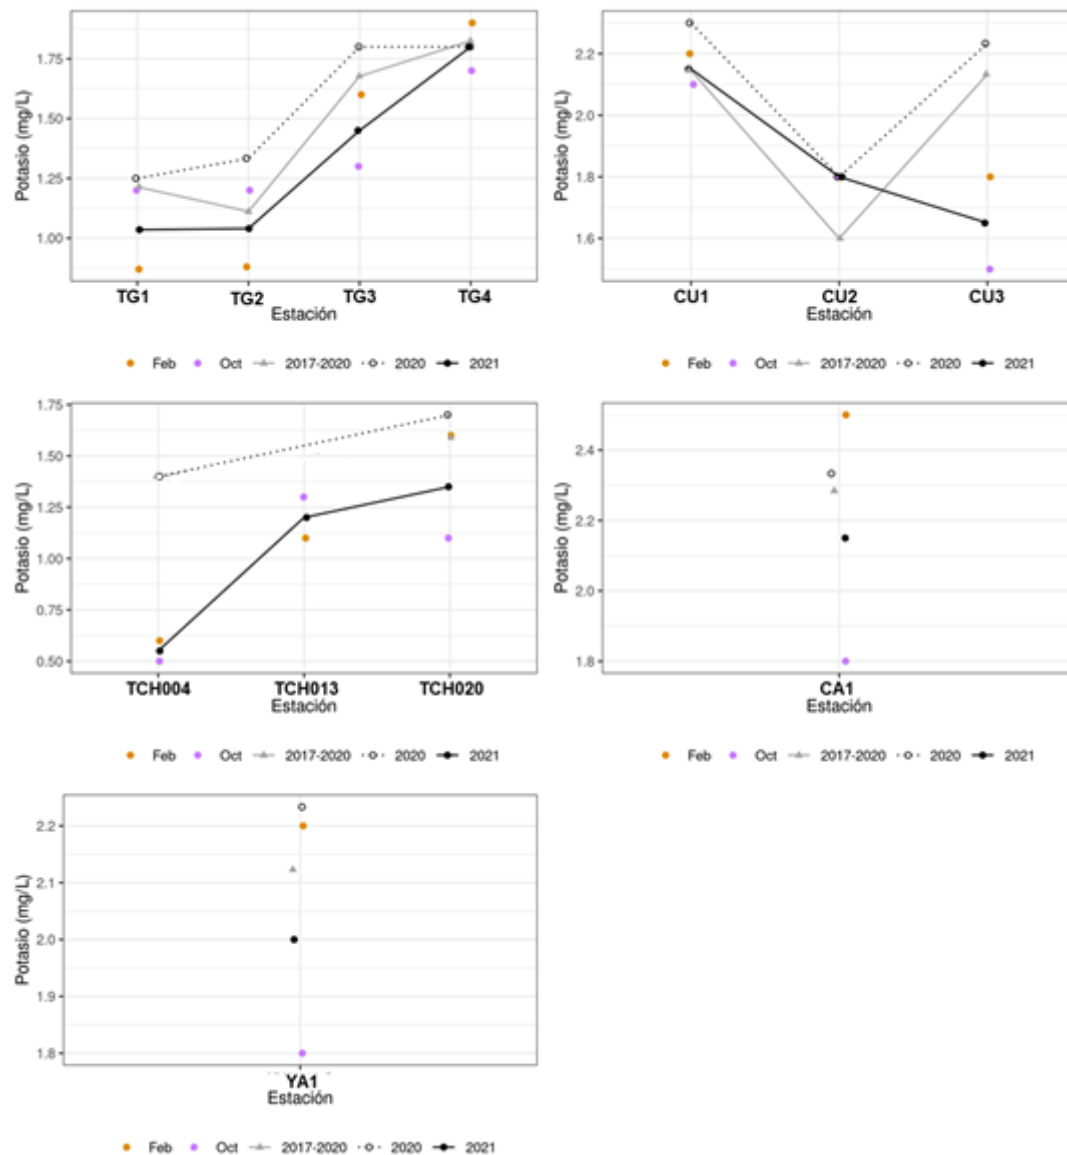 Potasio (mg/L)
1.75
1.50
1.25
1.00
TG1 TG2 TG3 TG4
Estación
Feb Oct 2017-2020 2020 2021
Potasio (mg/L)
2.2
2.0
1.8
1.6
CU1 CU2 CU3
Estación
Feb Oct 2017-2020 2020 2021
Potasio (mg/L)
1.75
1.50
1.25
1.00
0.75
0.50
TCH004 TCH013 TCH020
Estación
Feb Oct 2017-2020 2020 2021
Potasio (mg/L)
2.4
2.2
2.0
1.8
CA1
Estación
Feb Oct 2017-2020 2020 2021
Potasio (mg/L)
2.2
2.1
2.0
1.9
1.8
YA1
Estación
Feb Oct 2017-2020 2020 2021